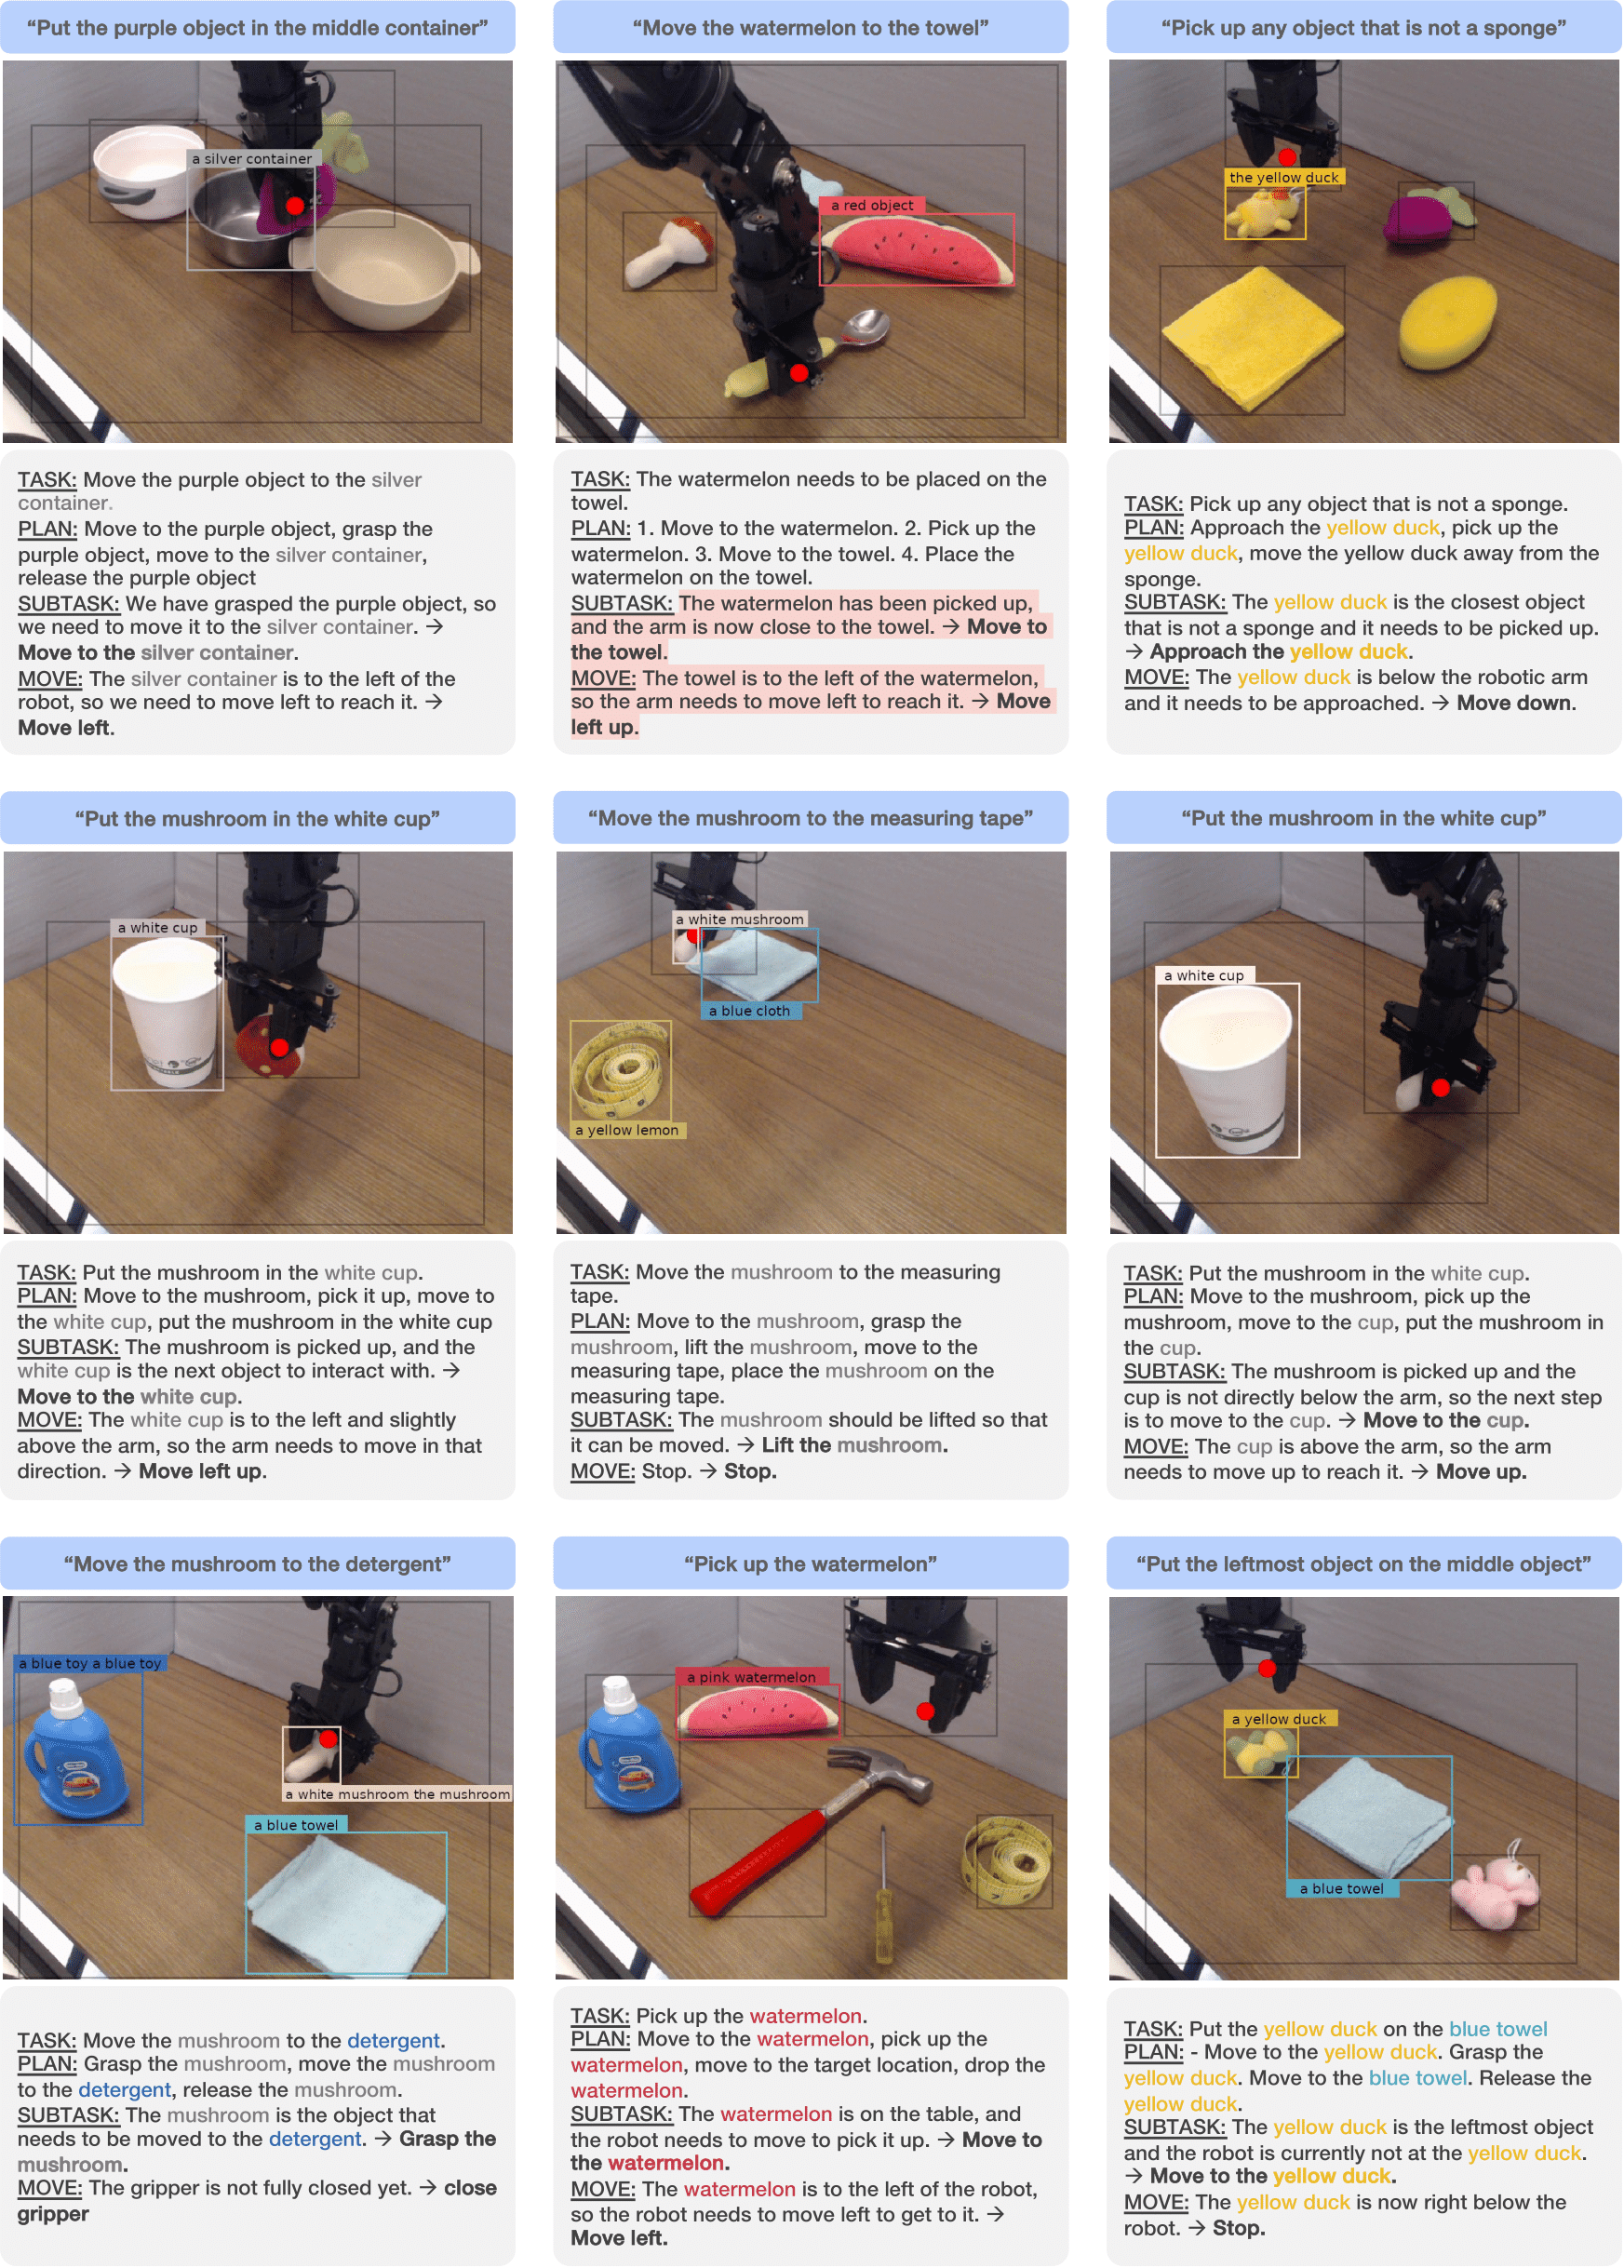 “Put the purple object in the middle container”
a silver container
TASK: Move the purple object to the silver
container.
PLAN: Move to the purple object, grasp the
purple object, move to the silver container,
release the purple object
SUBTASK: We have grasped the purple object, so
we need to move it to the silver container. →
Move to the silver container.
MOVE: The silver container is to the left of the
robot, so we need to move left to reach it. →
Move left.
“Move the watermelon to the towel”
a red object
TASK: The watermelon needs to be placed on the
towel.
PLAN: 1. Move to the watermelon. 2. Pick up the
watermelon. 3. Move to the towel. 4. Place the
watermelon on the towel.
SUBTASK: The watermelon has been picked up,
and the arm is now close to the towel. → Move to
the towel.
MOVE: The towel is to the left of the watermelon,
so the arm needs to move left to reach it. → Move
left up.
“Pick up any object that is not a sponge”
the yellow duck
TASK: Pick up any object that is not a sponge.
PLAN: Approach the yellow duck, pick up the
yellow duck, move the yellow duck away from the
sponge.
SUBTASK: The yellow duck is the closest object
that is not a sponge and it needs to be picked up.
→ Approach the yellow duck.
MOVE: The yellow duck is below the robotic arm
and it needs to be approached. → Move down.
“Put the mushroom in the white cup”
a white cup
TASK: Put the mushroom in the white cup.
PLAN: Move to the mushroom, pick it up, move to
the white cup, put the mushroom in the white cup
SUBTASK: The mushroom is picked up, and the
white cup is the next object to interact with. →
Move to the white cup.
MOVE: The white cup is to the left and slightly
above the arm, so the arm needs to move in that
direction. → Move left up.
“Move the mushroom to the measuring tape”
a white mushroom
a blue cloth
a yellow lemon
TASK: Move the mushroom to the measuring
tape.
PLAN: Move to the mushroom, grasp the
mushroom, lift the mushroom, move to the
measuring tape, place the mushroom on the
measuring tape.
SUBTASK: The mushroom should be lifted so that
it can be moved. → Lift the mushroom.
MOVE: Stop. → Stop.
“Put the mushroom in the white cup”
a white cup
TASK: Put the mushroom in the white cup.
PLAN: Move to the mushroom, pick up the
mushroom, move to the cup, put the mushroom in
the cup.
SUBTASK: The mushroom is picked up and the
cup is not directly below the arm, so the next step
is to move to the cup. → Move to the cup.
MOVE: The cup is above the arm, so the arm
needs to move up to reach it. → Move up.
“Move the mushroom to the detergent”
a blue toy a blue toy
a white mushroom the mushroom
a blue towel
TASK: Move the mushroom to the detergent.
PLAN: Grasp the mushroom, move the mushroom
to the detergent, release the mushroom.
SUBTASK: The mushroom is the object that
needs to be moved to the detergent. → Grasp the
mushroom.
MOVE: The gripper is not fully closed yet. → close
gripper
“Pick up the watermelon”
a pink watermelon
TASK: Pick up the watermelon.
PLAN: Move to the watermelon, pick up the
watermelon, move to the target location, drop the
watermelon.
SUBTASK: The watermelon is on the table, and
the robot needs to move to pick it up. → Move to
the watermelon.
MOVE: The watermelon is to the left of the robot,
so the robot needs to move left to get to it. →
Move left.
“Put the leftmost object on the middle object”
a yellow duck
a blue towel
TASK: Put the yellow duck on the blue towel
PLAN: - Move to the yellow duck. Grasp the
yellow duck. Move to the blue towel. Release the
yellow duck.
SUBTASK: The yellow duck is the leftmost object
and the robot is currently not at the yellow duck.
→ Move to the yellow duck.
MOVE: The yellow duck is now right below the
robot. → Stop.